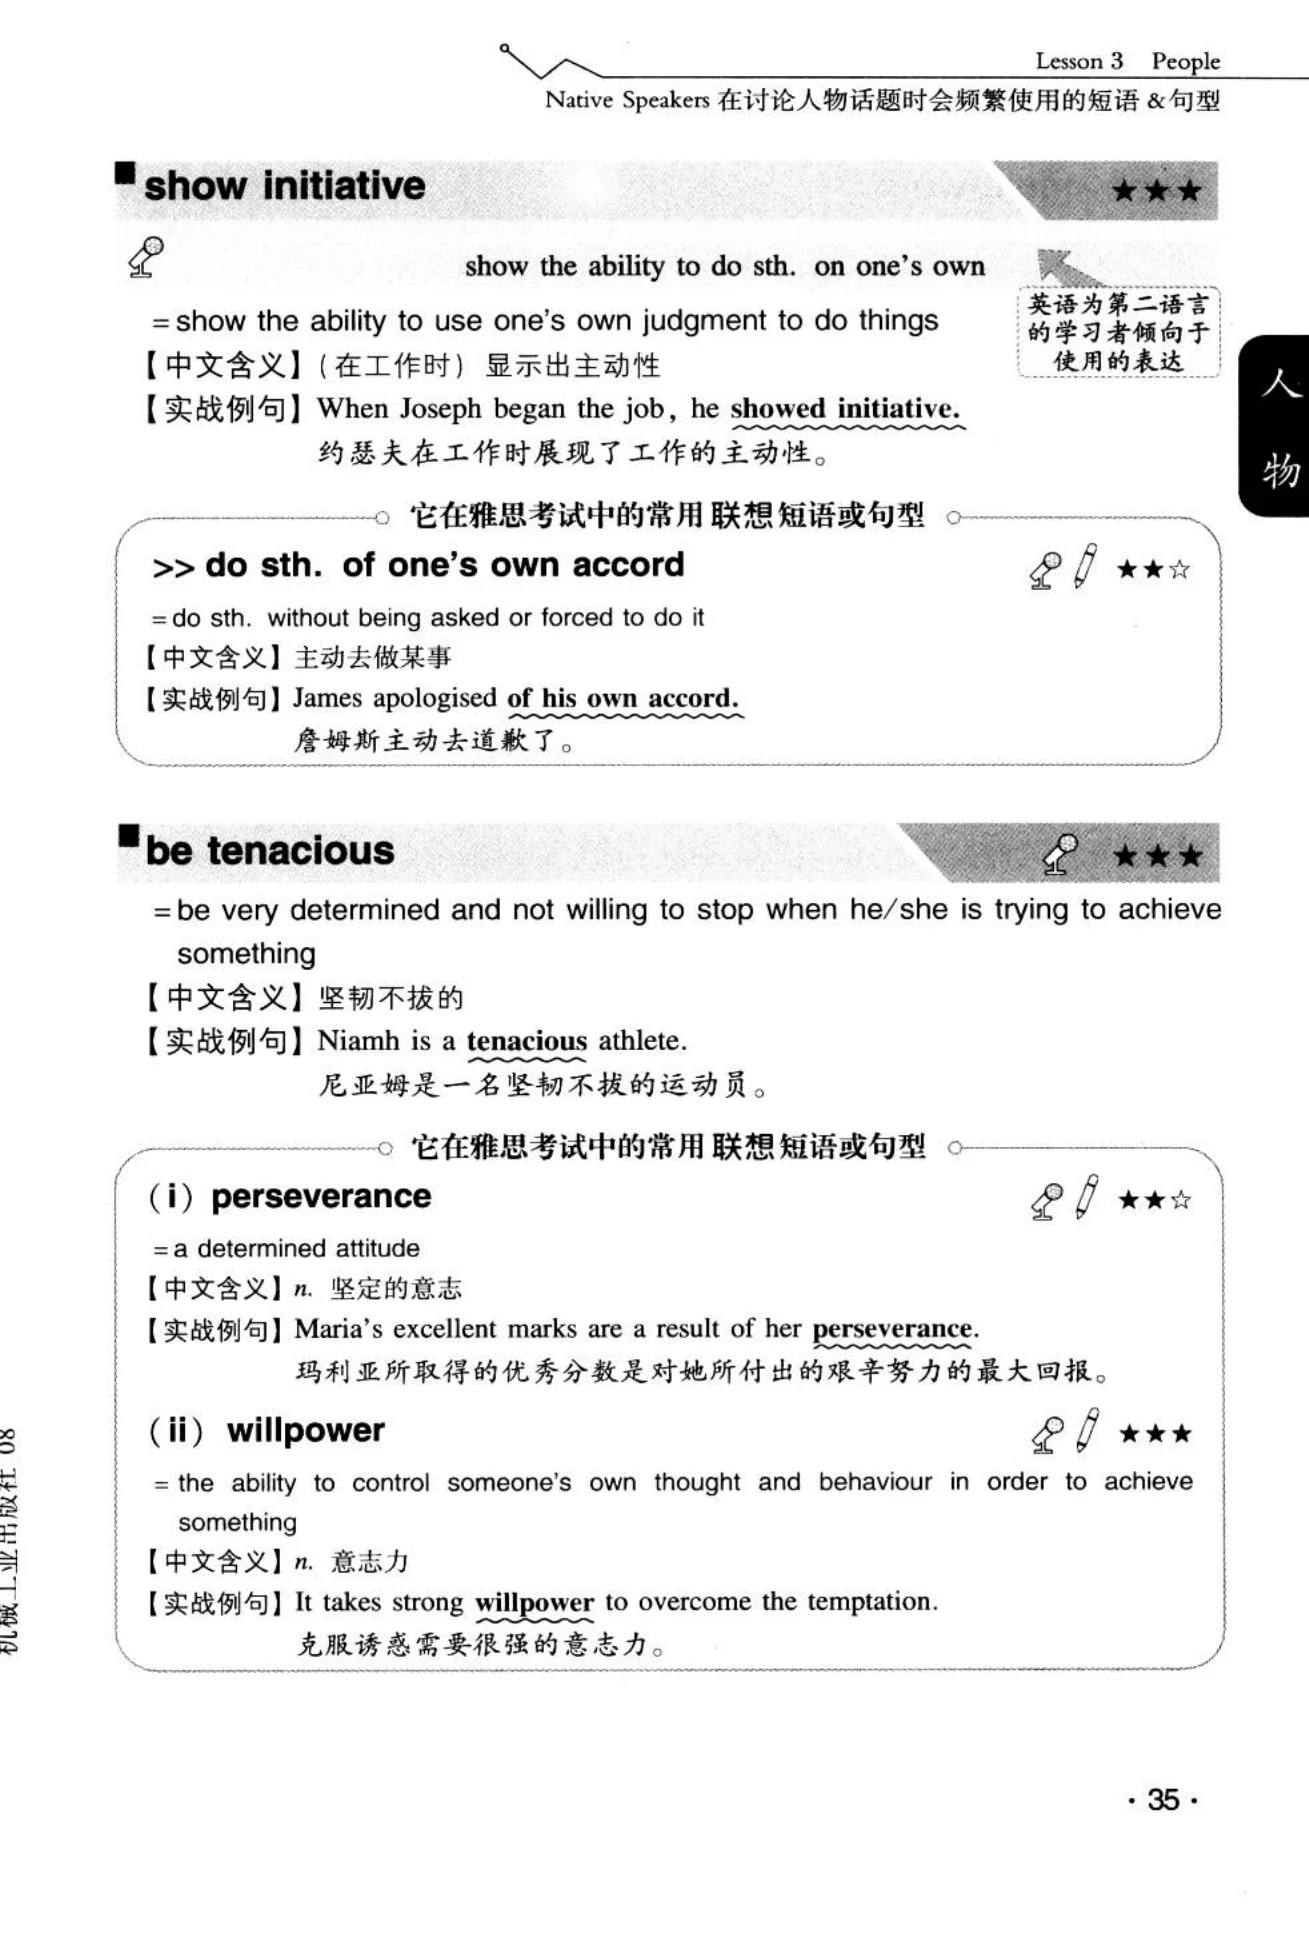 Lesson 3 People
Native Speakers 在讨论人物话题时会频繁使用的短语 &句型
show initiative ★★★
show the ability to do sth. on one's own
英语为第二语言
的学习者倾向于
使用的表达
=show the ability to use one's own judgment to do things
【中文含义】(在工作时) 显示出主动性
【实战例句】When Joseph began the job, he showed initiative.
约瑟夫在工作时展现了工作的主动性。
人
物
它在雅思考试中的常用联想短语或句型
>> do sth. of one's own accord ★★☆
=do sth. without being asked or forced to do it
【中文含义】主动去做某事
【实战例句】James apologised of his own accord.
詹姆斯主动去道歉了。
be tenacious ★★★
=be very determined and not willing to stop when he/she is trying to achieve
something
【中文含义】坚韧不拔的
【实战例句】Niamh is a tenacious athlete.
尼亚姆是一名坚韧不拔的运动员。
它在雅思考试中的常用联想短语或句型
(i) perseverance ★★☆
=a determined attitude
【中文含义】n. 坚定的意志
【实战例句】Maria's excellent marks are a result of her perseverance.
玛利亚所取得的优秀分数是对她所付出的艰辛努力的最大回报。
(ii) willpower ★★★
= the ability to control someone's own thought and behaviour in order to achieve
something
【中文含义】n. 意志力
【实战例句】It takes strong willpower to overcome the temptation.
克服诱惑需要很强的意志力。
机械工业出版社 08
· 35 ·